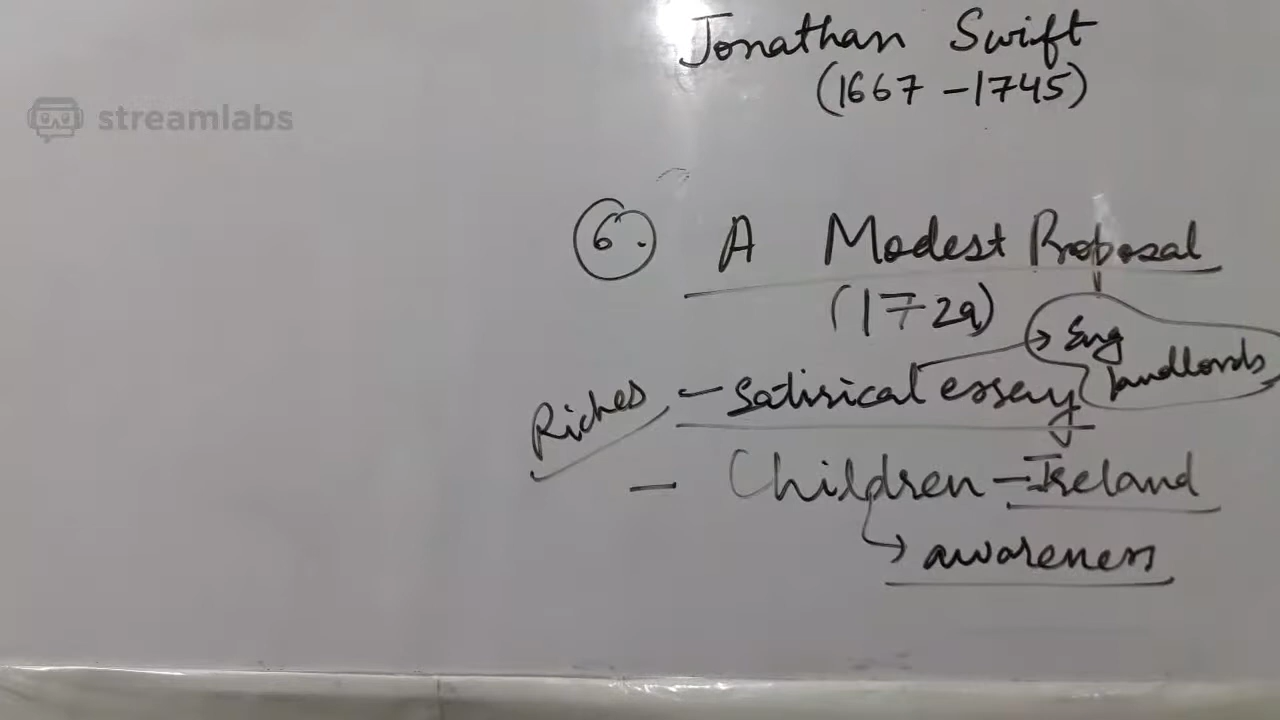 Jonathan Swift
(1667 - 1745)
streamlabs
6. A Modest Proposal
(1729)
→ Eng landlords
Riches - Satirical essay
- Children - Ireland
→ awareness